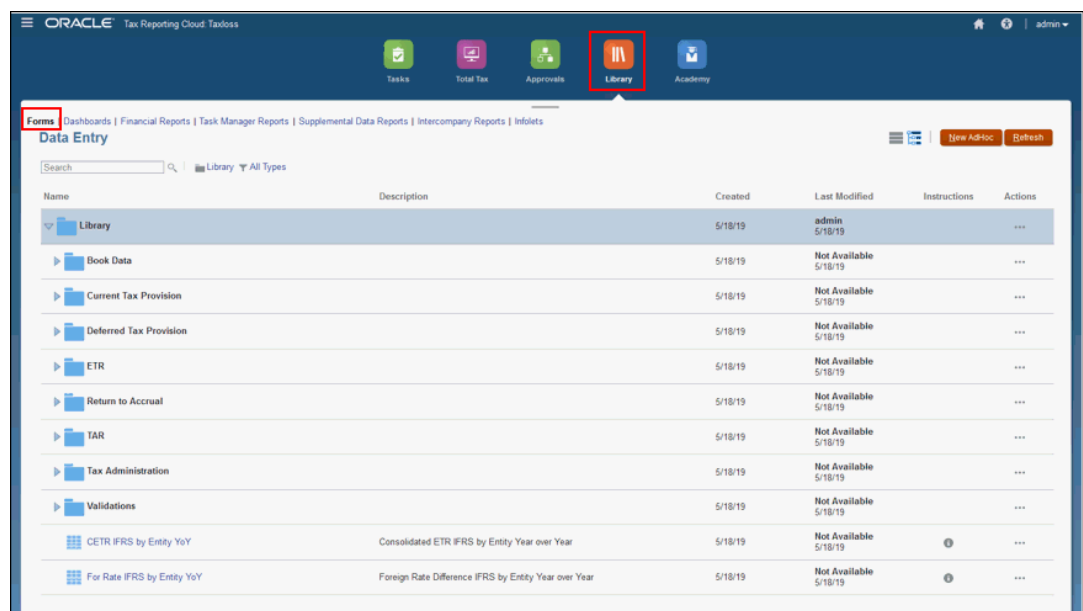 ORACLE Tax Reporting Cloud: Taxloss admin
Tasks Total Tax Approvals Library Academy
Forms | Dashboards | Financial Reports | Task Manager Reports | Supplemental Data Reports | Intercompany Reports | Infolets
Data Entry New AdHoc Refresh
Search Library All Types
Name Description Created Last Modified Instructions Actions
Library 5/18/19 admin
5/18/19
Book Data 5/18/19 Not Available
5/18/19
Current Tax Provision 5/18/19 Not Available
5/18/19
Deferred Tax Provision 5/18/19 Not Available
5/18/19
ETR 5/18/19 Not Available
5/18/19
Return to Accrual 5/18/19 Not Available
5/18/19
TAR 5/18/19 Not Available
5/18/19
Tax Administration 5/18/19 Not Available
5/18/19
Validations 5/18/19 Not Available
5/18/19
CETR IFRS by Entity YoY Consolidated ETR IFRS by Entity Year over Year 5/18/19 Not Available
5/18/19
For Rate IFRS by Entity YoY Foreign Rate Difference IFRS by Entity Year over Year 5/18/19 Not Available
5/18/19